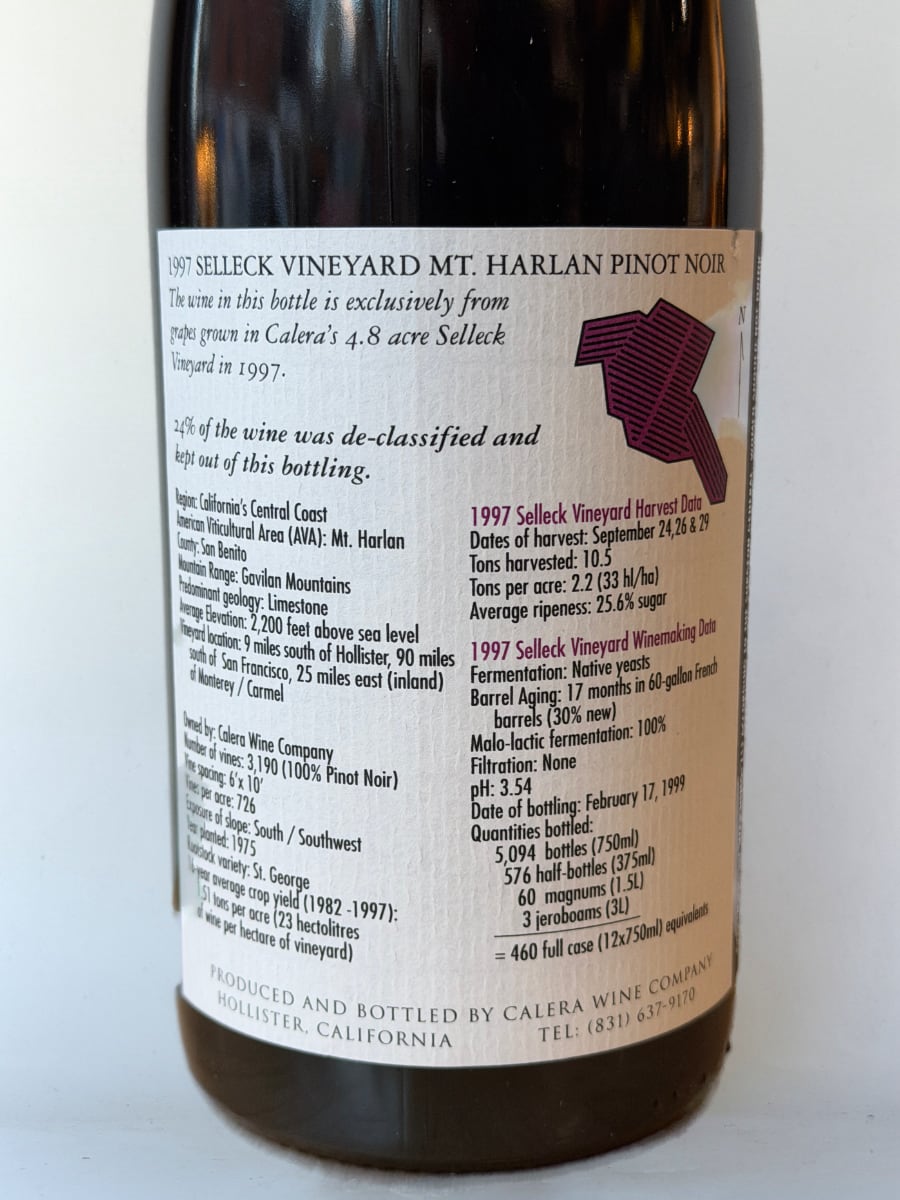 1997 SELLECK VINEYARD MT. HARLAN PINOT NOIR
The wine in this bottle is exclusively from
grapes grown in Calera's 4.8 acre Selleck
Vineyard in 1997.
N
24% of the wine was de-classified and
kept out of this bottling.
Region: California's Central Coast
American Viticultural Area (AVA): Mt. Harlan
County: San Benito
Mountain Range: Gavilan Mountains
Predominant geology: Limestone
Average Elevation: 2,200 feet above sea level
Vineyard location: 9 miles south of Hollister, 90 miles
south of San Francisco, 25 miles east (inland)
of Monterey / Carmel
Owned by: Calera Wine Company
Number of vines: 3,190 (100% Pinot Noir)
Vine spacing: 6'x 10'
Vines per acre: 726
Exposure of slope: South / Southwest
Year planted: 1975
Rootstock variety: St. George
average crop yield (1982 -1997):
1.51 tons per acre (23 hectolitres
of wine per hectare of vineyard)
1997 Selleck Vineyard Harvest Data
Dates of harvest: September 24,26 & 29
Tons harvested: 10.5
Tons per acre: 2.2 (33 hl/ha)
Average ripeness: 25.6% sugar
1997 Selleck Vineyard Winemaking Data
Fermentation: Native yeasts
Barrel Aging: 17 months in 60-gallon French
barrels (30% new)
Malo-lactic fermentation: 100%
Filtration: None
pH: 3.54
Date of bottling: February 17, 1999
Quantities bottled:
5,094 bottles (750ml)
576 half-bottles (375ml)
60 magnums (1.5L)
3 jeroboams (3L)
= 460 full case (12x750ml) equivalents
PRODUCED AND BOTTLED BY CALERA WINE COMPANY
HOLLISTER, CALIFORNIA TEL: (831) 637-9170